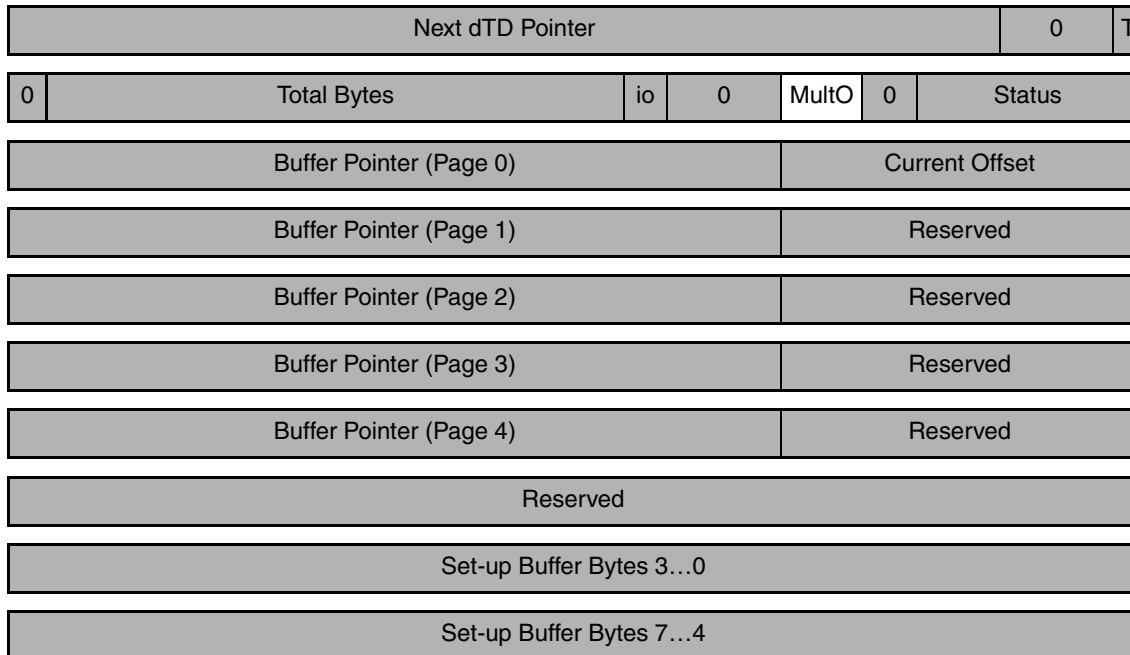 Next dTD Pointer 0 T
0 Total Bytes io 0 MultO 0 Status
Buffer Pointer (Page 0) Current Offset
Buffer Pointer (Page 1) Reserved
Buffer Pointer (Page 2) Reserved
Buffer Pointer (Page 3) Reserved
Buffer Pointer (Page 4) Reserved
Reserved
Set-up Buffer Bytes 3…0
Set-up Buffer Bytes 7…4